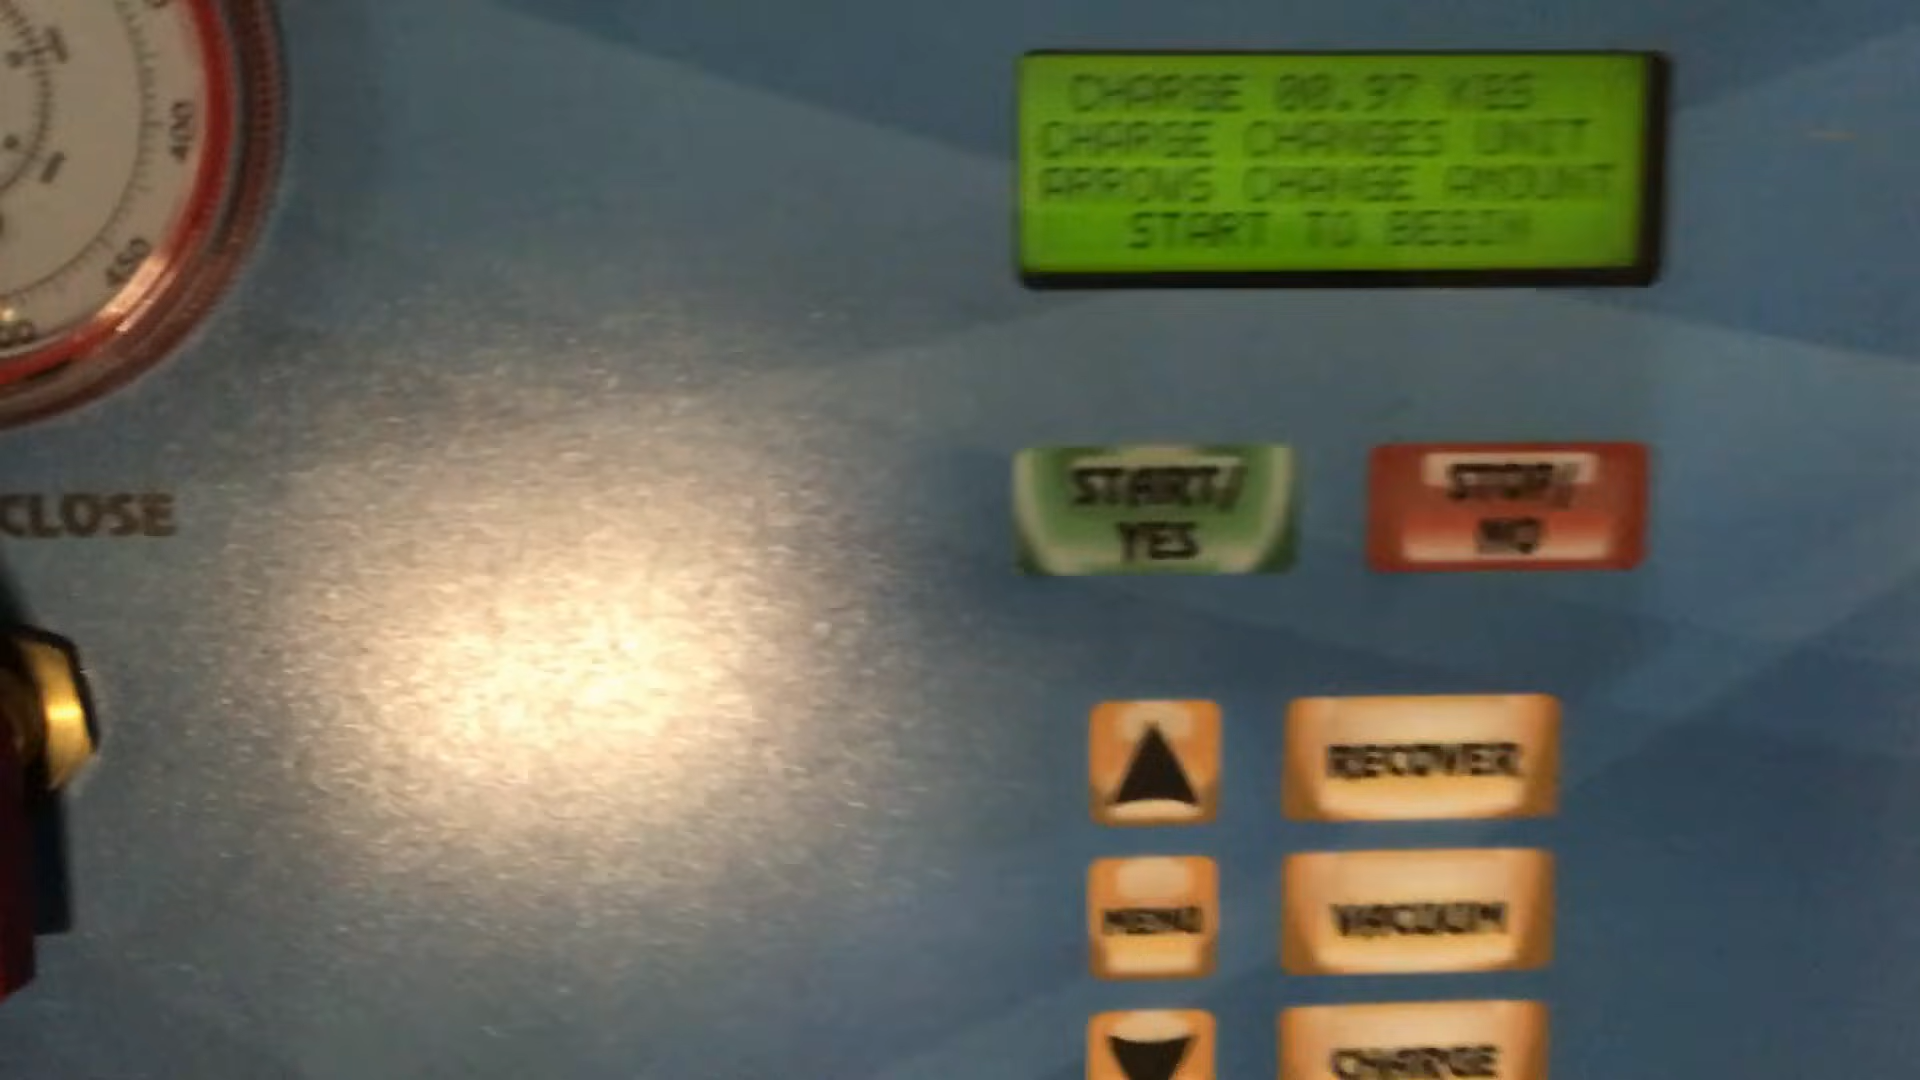 CHARGE 00.97 KGS
CHARGE CHANGES UNIT
ARROWS CHANGE AMOUNT
START TO BEGIN
400
450
CLOSE
START/
YES
STOP/
NO
RECOVER
MENU
VACUUM
CHARGE